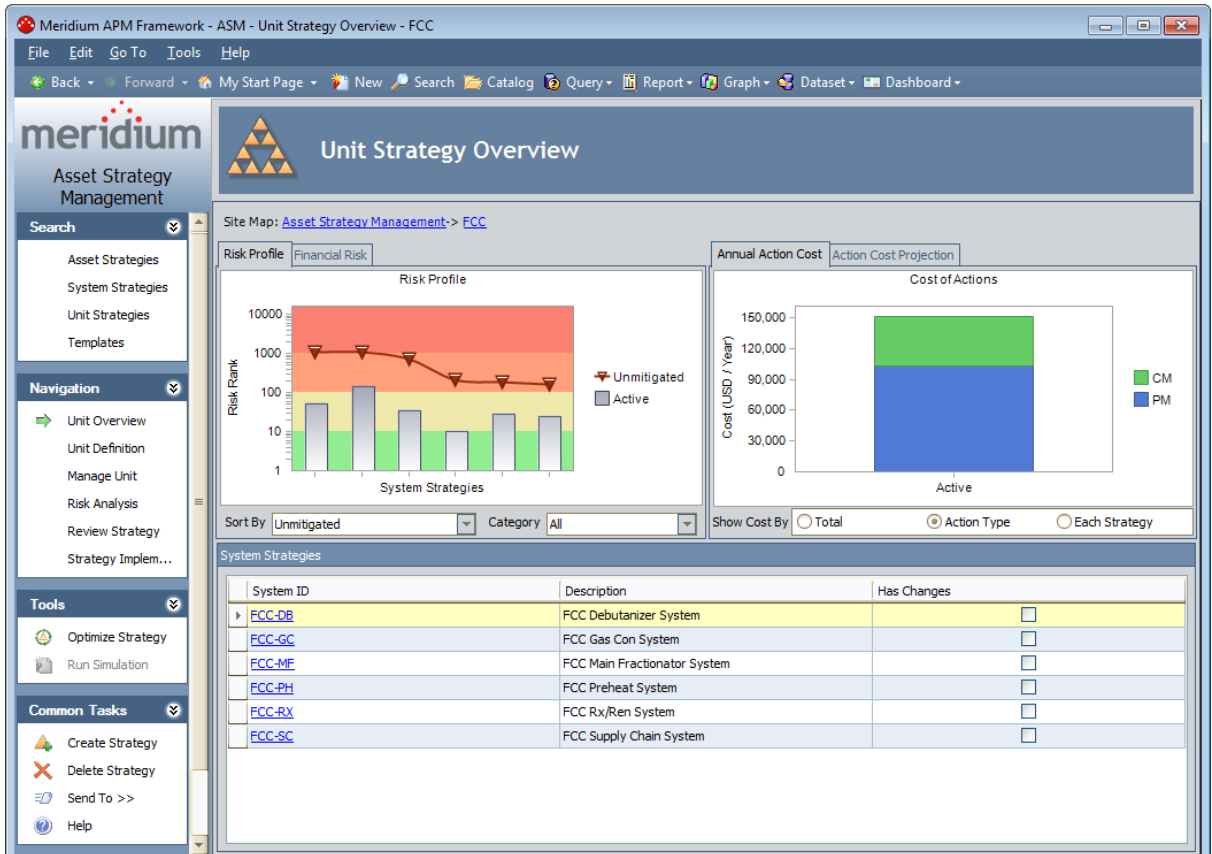 Meridium APM Framework - ASM - Unit Strategy Overview - FCC
File Edit Go To Tools Help
Back Forward My Start Page New Search Catalog Query Report Graph Dataset Dashboard
meridium
Asset Strategy
Management
Search
Asset Strategies
System Strategies
Unit Strategies
Templates
Navigation
Unit Overview
Unit Definition
Manage Unit
Risk Analysis
Review Strategy
Strategy Implem...
Tools
Optimize Strategy
Run Simulation
Common Tasks
Create Strategy
Delete Strategy
Send To >>
Help
Unit Strategy Overview
Site Map: Asset Strategy Management-> FCC
Risk Profile Financial Risk
Risk Profile
Risk Rank
10000
1000
100
10
1
System Strategies
Unmitigated
Active
Sort By Unmitigated Category All
Annual Action Cost Action Cost Projection
Cost of Actions
Cost (USD / Year)
150,000
120,000
90,000
60,000
30,000
0
Active
CM
PM
Show Cost By Total Action Type Each Strategy
System Strategies
System ID Description Has Changes
FCC-DB FCC Debutanizer System
FCC-GC FCC Gas Con System
FCC-MF FCC Main Fractionator System
FCC-PH FCC Preheat System
FCC-RX FCC Rx/Ren System
FCC-SC FCC Supply Chain System